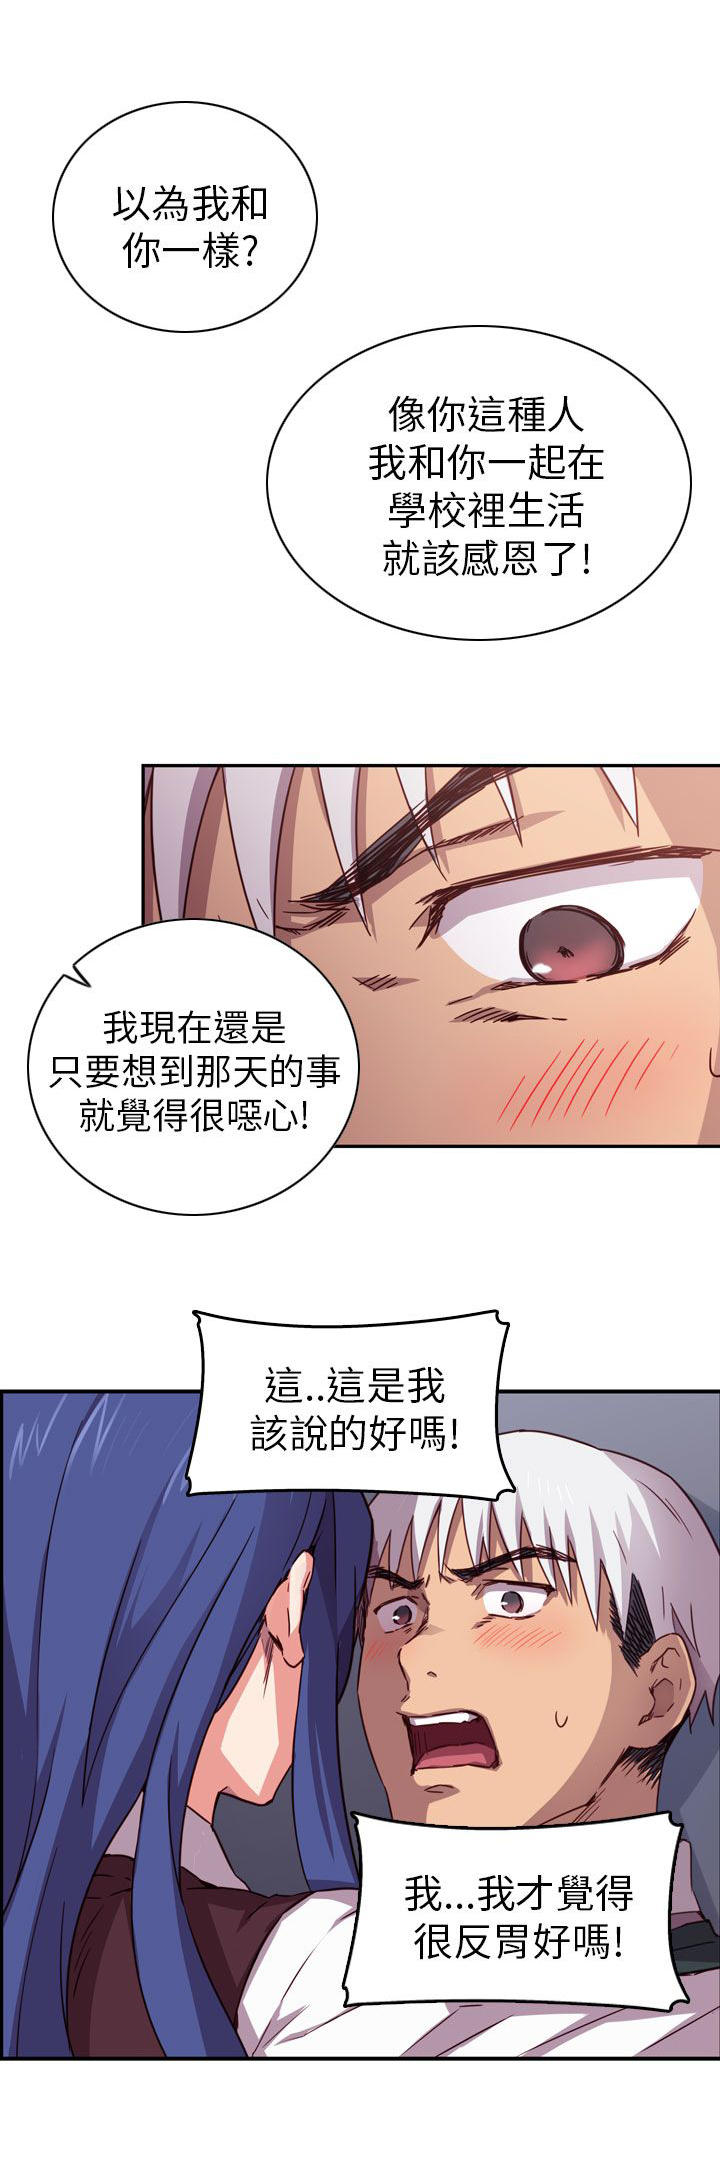 以為我和
你一樣?
像你這種人
我和你一起在
學校裡生活
就該感恩了!
我現在還是
只要想到那天的事
就覺得很噁心!
這..這是我
該說的好嗎!
我...我才覺得
很反胃好嗎!